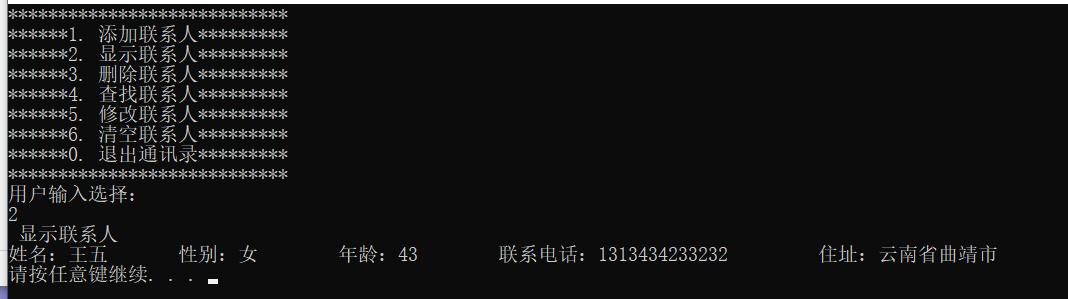 ****************************
******1. 添加联系人*********
******2. 显示联系人*********
******3. 删除联系人*********
******4. 查找联系人*********
******5. 修改联系人*********
******6. 清空联系人*********
******0. 退出通讯录*********
****************************
用户输入选择：
2
显示联系人
姓名：王五 性别：女 年龄：43 联系电话：1313434233232 住址：云南省曲靖市
请按任意键继续. . .